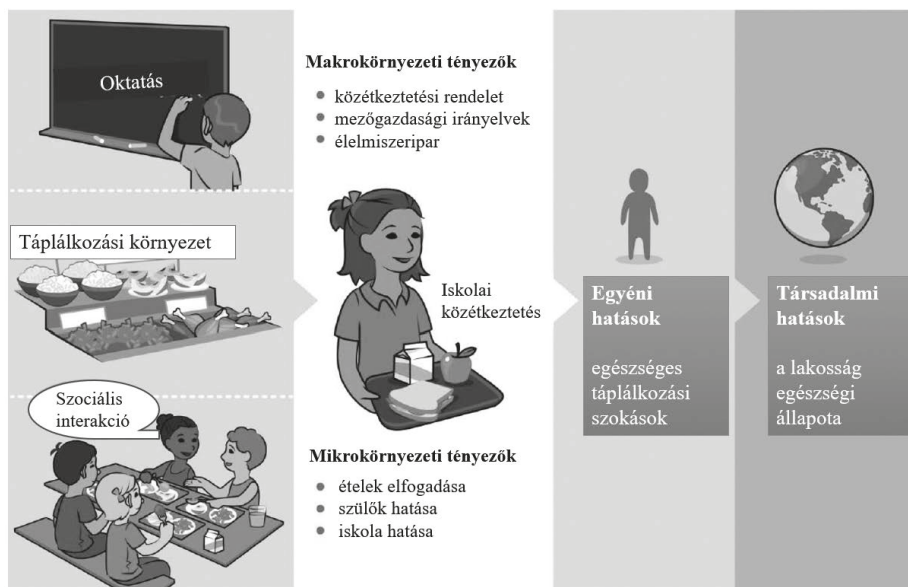 Oktatás
Táplálkozási környezet
Szociális
interakció
Makrokörnyezeti tényezők
közétkeztetési rendelet
mezőgazdasági irányelvek
élelmiszeripar
Iskolai
közétkeztetés
Mikrokörnyezeti tényezők
ételek elfogadása
szülők hatása
iskola hatása
Egyéni
hatások
egészséges
táplálkozási
szokások
Társadalmi
hatások
a lakosság
egészségi
állapota